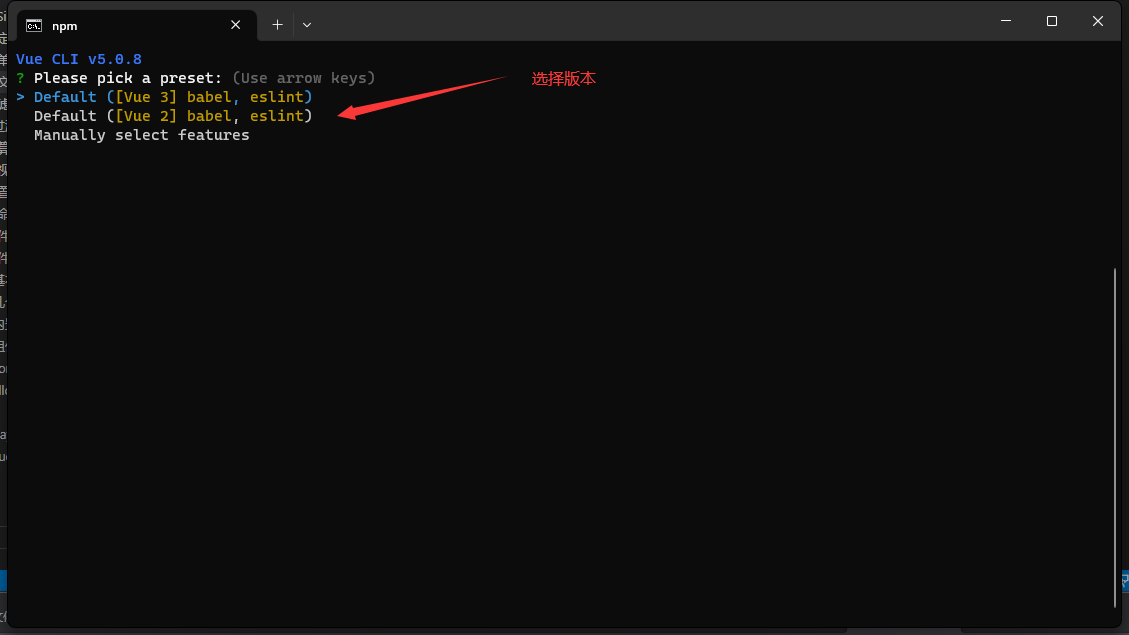 npm
Vue CLI v5.0.8
? Please pick a preset: (Use arrow keys)
选择版本
> Default ([Vue 3] babel, eslint)
Default ([Vue 2] babel, eslint)
Manually select features